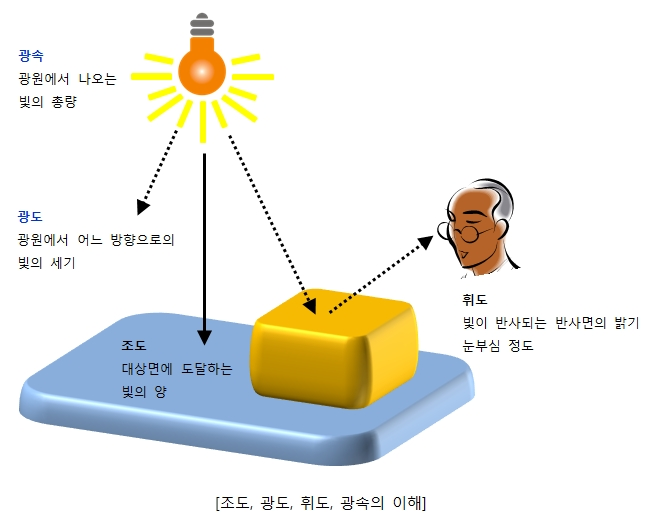 광속
광원에서 나오는
빛의 총량
광도
광원에서 어느 방향으로의
빛의 세기
휘도
빛이 반사되는 반사면의 밝기
눈부심 정도
조도
대상면에 도달하는
빛의 양
[조도, 광도, 휘도, 광속의 이해]